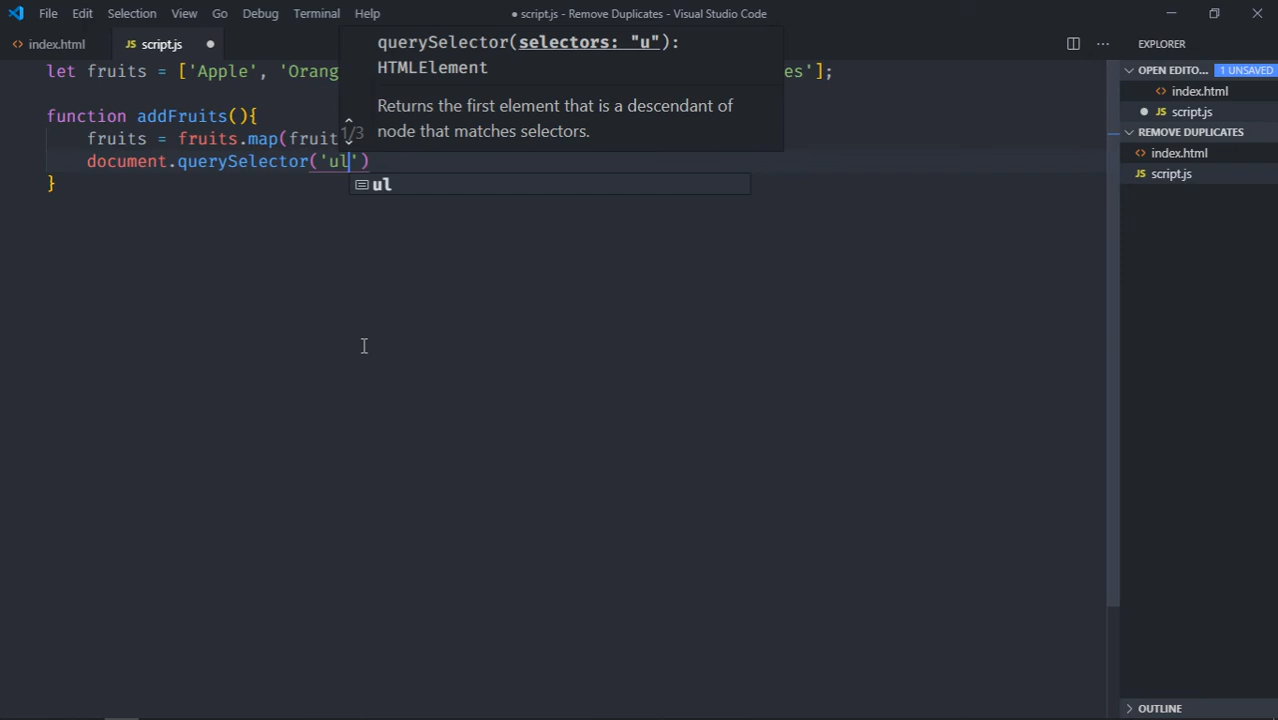 File Edit Selection View Go Debug Terminal Help
● script.js - Remove Duplicates - Visual Studio Code
index.html
JS script.js
EXPLORER
OPEN EDITO... 1 UNSAVED
index.html
script.js
REMOVE DUPLICATES
index.html
JS script.js
querySelector(selectors: "u"):
HTMLElement
Returns the first element that is a descendant of
node that matches selectors.
1/3
let fruits = ['Apple', 'Orang es'];
function addFruits(){
fruits = fruits.map(fruit
document.querySelector('ul')
ul
}
OUTLINE